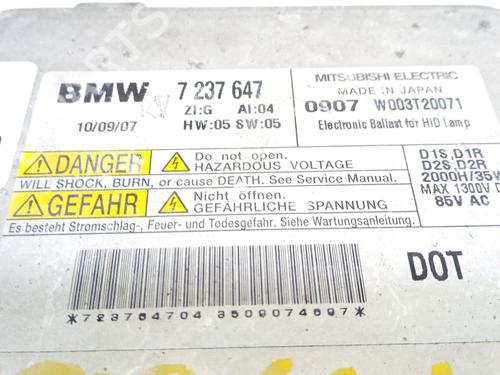 BMW 7 237 647
ZI:G AI:04
10/09/07 HW:05 SW:05
MITSUBISHI ELECTRIC
MADE IN JAPAN
0907 W003T20071
Electronic Ballast for HID Lamp
DANGER Do not open.
HAZARDOUS VOLTAGE
WILL SHOCK, BURN, or cause DEATH. See Service Manual.
GEFAHR Nicht öffnen.
GEFÄHRLICHE SPANNUNG
Es besteht Stromschlag-, Feuer- und Todesgefahr. Siehe Wartungsanleitung.
D1S,D1R
D2S,D2R
2000H/35W
MAX 1300V
85V AC
DOT
*723764704 3509074697*